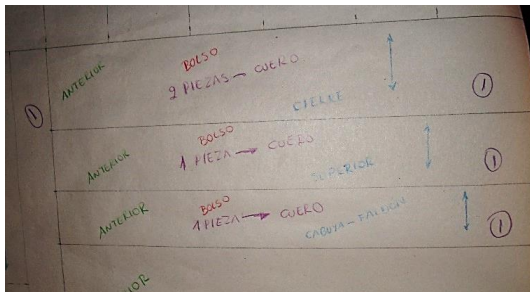 BOLSO
ANTERIOR 2 PIEZAS — CUERO
CIERRE
1 1
BOLSO
ANTERIOR 1 PIEZA → CUERO
SUPERIOR 1
BOLSO
ANTERIOR 1 PIEZA → CUERO
1